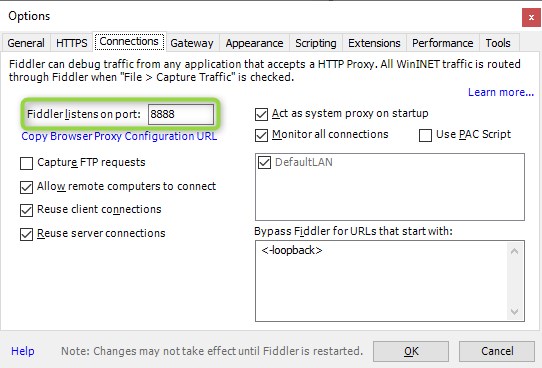 Options
x
General HTTPS Connections Gateway Appearance Scripting Extensions Performance Tools
Fiddler can debug traffic from any application that accepts a HTTP Proxy. All WinINET traffic is routed
through Fiddler when "File > Capture Traffic" is checked.
Learn more...
Fiddler listens on port: 8888
Copy Browser Proxy Configuration URL
Capture FTP requests
Allow remote computers to connect
Reuse client connections
Reuse server connections
Act as system proxy on startup
Monitor all connections Use PAC Script
DefaultLAN
Bypass Fiddler for URLs that start with:
<-loopback>
Help Note: Changes may not take effect until Fiddler is restarted. OK Cancel